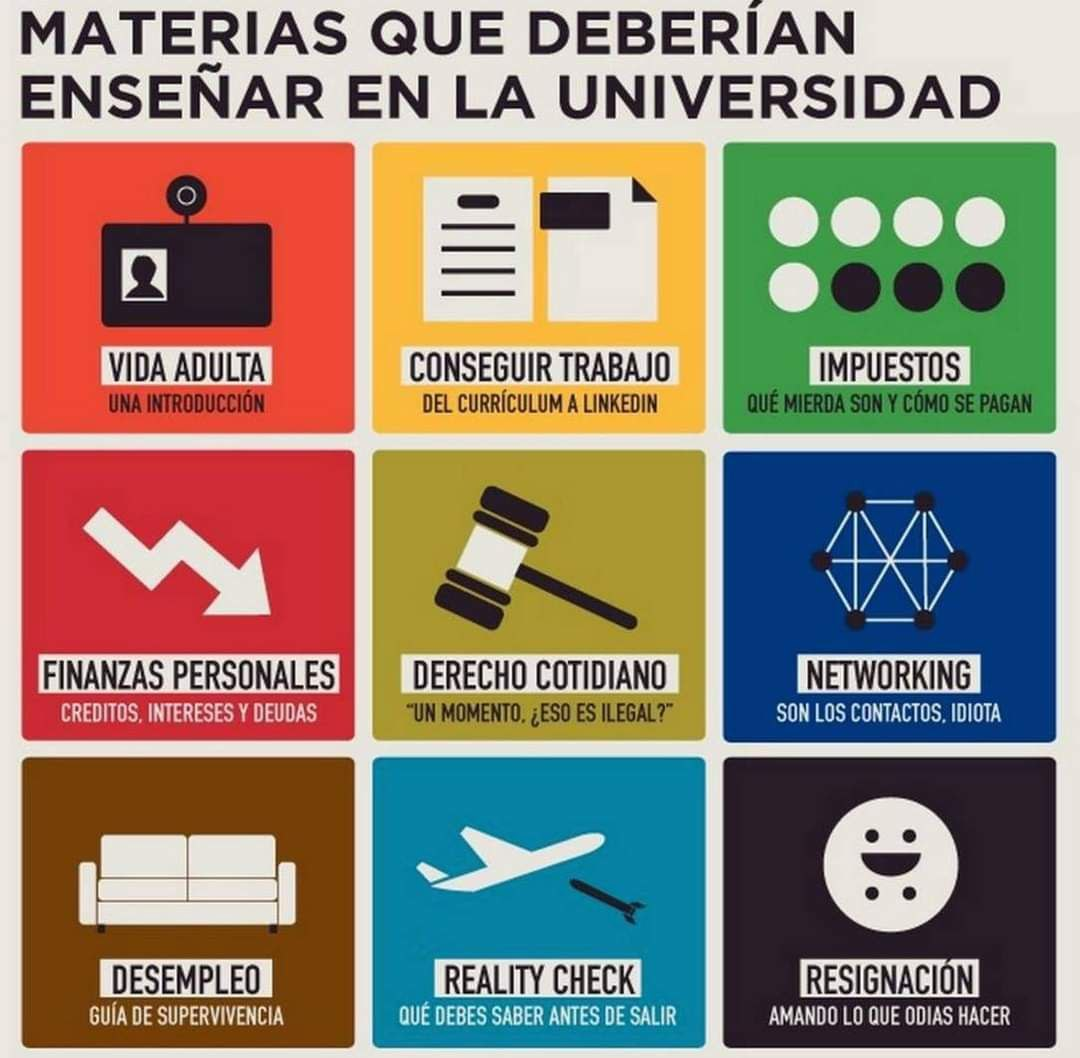 MATERIAS QUE DEBERÍAN
ENSEÑAR EN LA UNIVERSIDAD
VIDA ADULTA
UNA INTRODUCCIÓN
CONSEGUIR TRABAJO
DEL CURRÍCULUM A LINKEDIN
IMPUESTOS
QUÉ MIERDA SON Y CÓMO SE PAGAN
FINANZAS PERSONALES
CREDITOS, INTERESES Y DEUDAS
DERECHO COTIDIANO
“UN MOMENTO, ¿ESO ES ILEGAL?”
NETWORKING
SON LOS CONTACTOS, IDIOTA
DESEMPLEO
GUÍA DE SUPERVIVENCIA
REALITY CHECK
QUÉ DEBES SABER ANTES DE SALIR
RESIGNACIÓN
AMANDO LO QUE ODIAS HACER